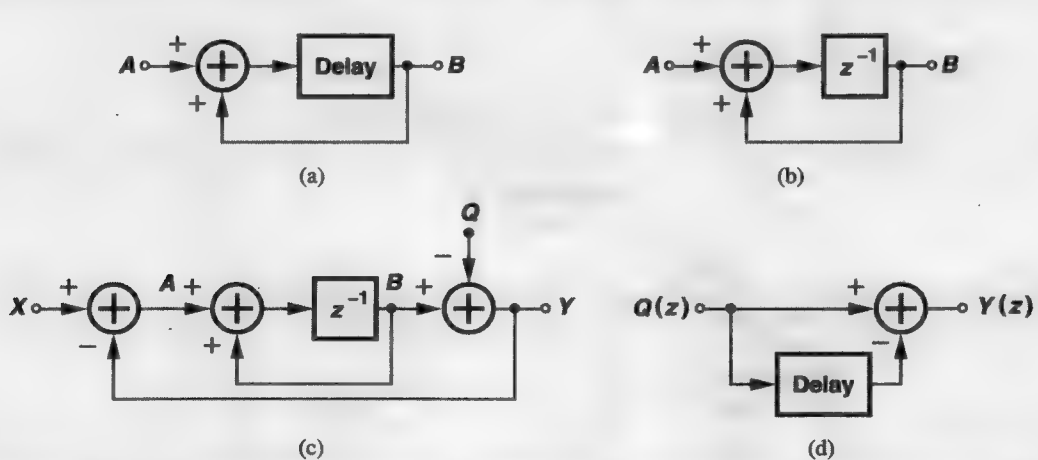 A + + Delay B
+
(a)
A + + z⁻¹ B
+
(b)
Q
−
X + + A + + z⁻¹ B + + Y
− +
(c)
Q(z) + + Y(z)
−
Delay
(d)